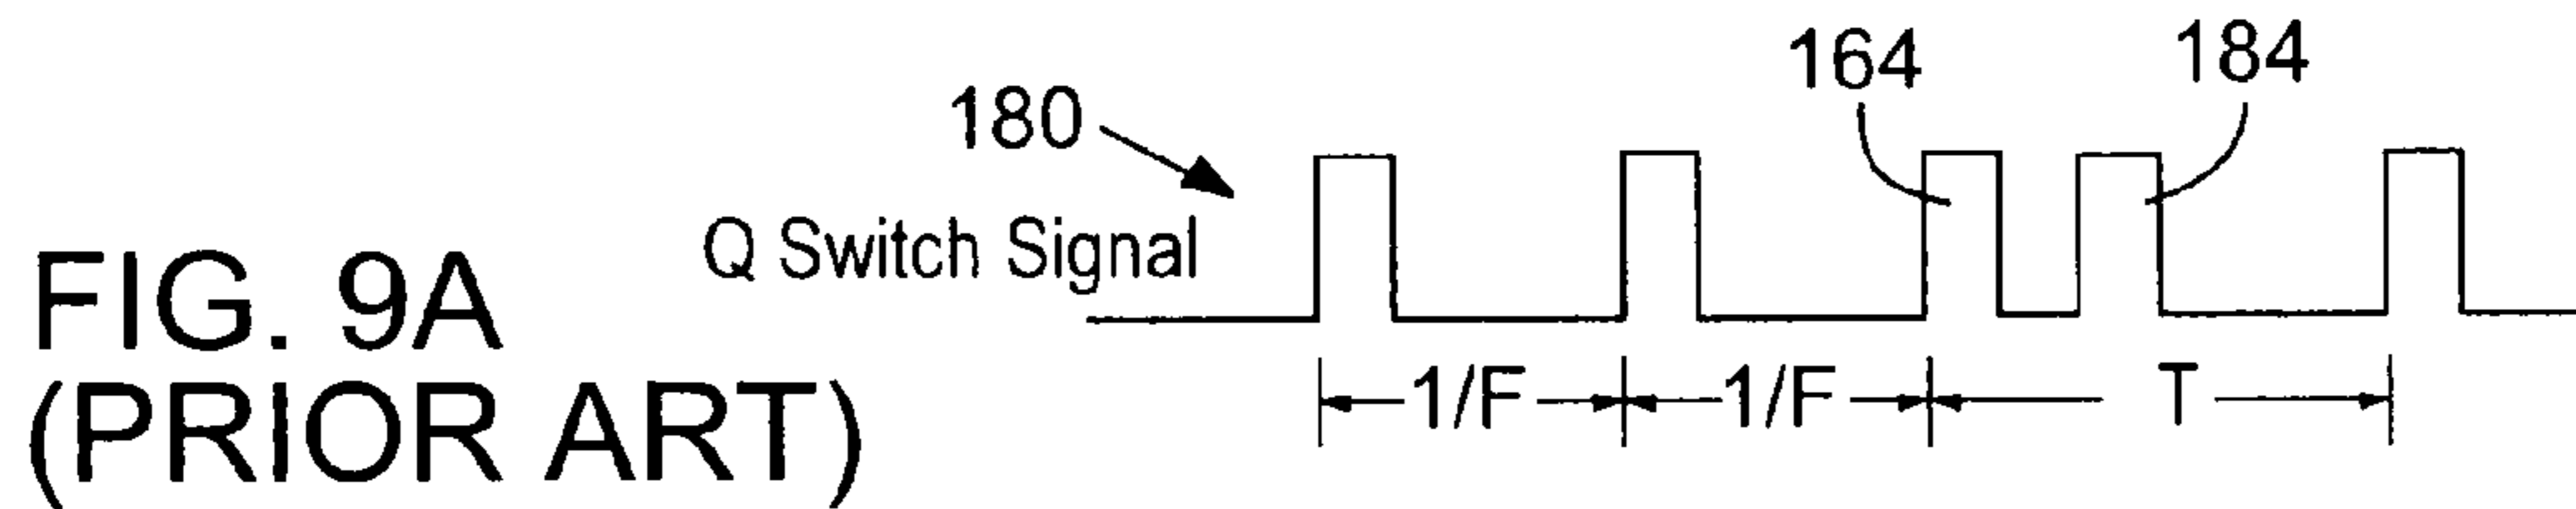 164
184
180
Q Switch Signal
FIG. 9A
(PRIOR ART)
1/F
1/F
T